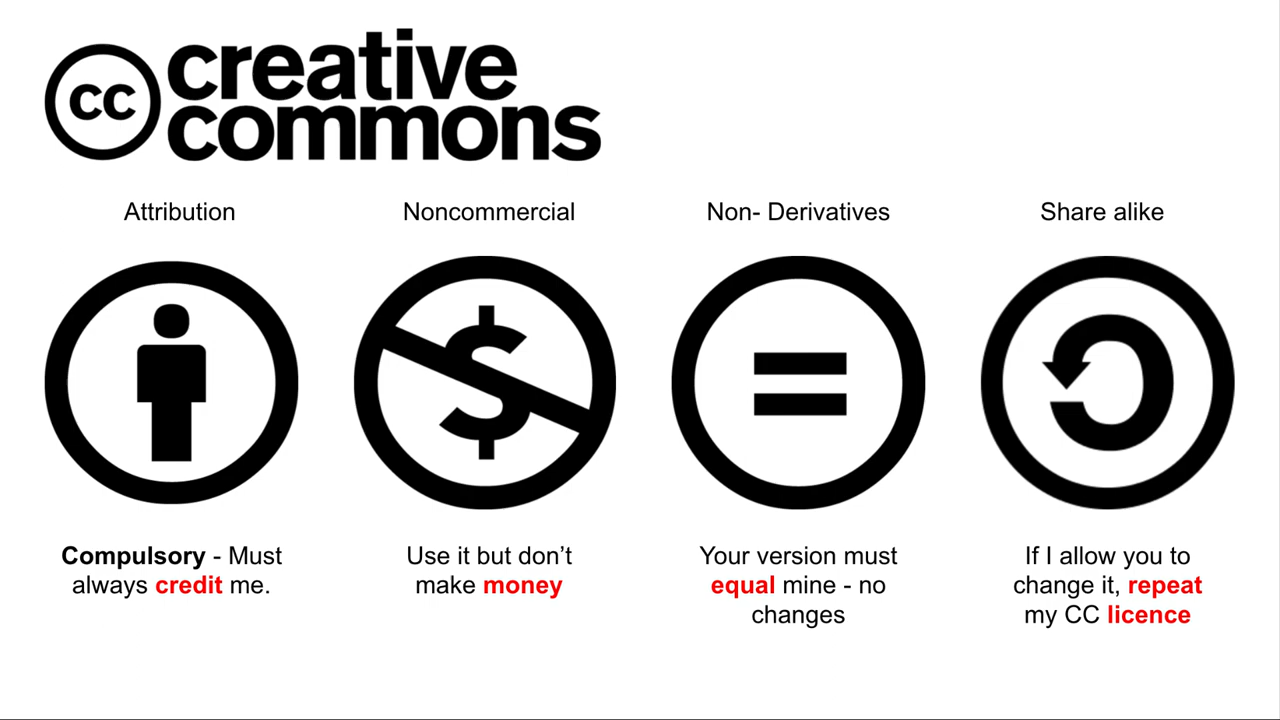 cc creative
commons
Attribution
Noncommercial
Non- Derivatives
Share alike
$
=
Compulsory - Must
always credit me.
Use it but don’t
make money
Your version must
equal mine - no
changes
If I allow you to
change it, repeat
my CC licence